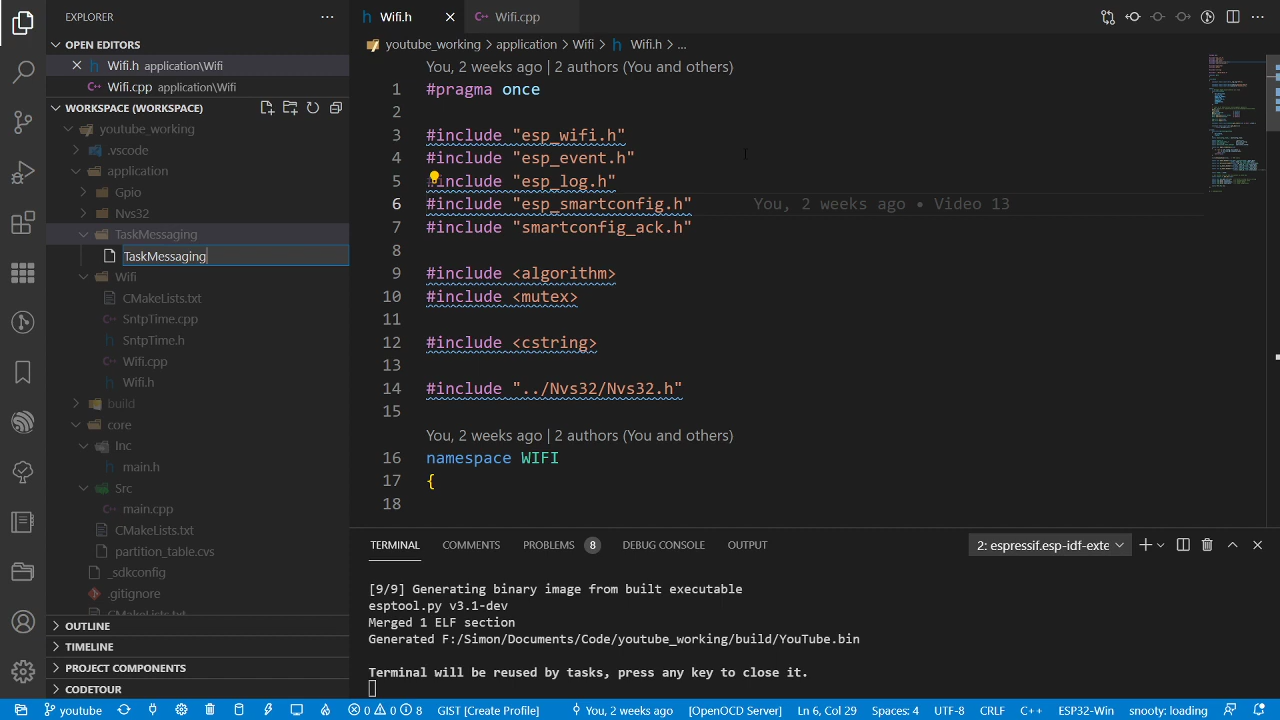 EXPLORER
OPEN EDITORS
Wifi.h application\Wifi
Wifi.cpp application\Wifi
WORKSPACE (WORKSPACE)
youtube_working
.vscode
application
Gpio
Nvs32
TaskMessaging
TaskMessaging
Wifi
CMakeLists.txt
SntpTime.cpp
SntpTime.h
Wifi.cpp
Wifi.h
build
core
Inc
main.h
Src
main.cpp
CMakeLists.txt
partition_table.cvs
_sdkconfig
.gitignore
CMakeLists.txt
OUTLINE
TIMELINE
PROJECT COMPONENTS
CODETOUR
Wifi.h
Wifi.cpp
youtube_working > application > Wifi > Wifi.h > ...
You, 2 weeks ago | 2 authors (You and others)
1 #pragma once
2
3 #include "esp_wifi.h"
4 #include "esp_event.h"
5 #include "esp_log.h"
6 #include "esp_smartconfig.h" You, 2 weeks ago • Video 13
7 #include "smartconfig_ack.h"
8
9 #include <algorithm>
10 #include <mutex>
11
12 #include <cstring>
13
14 #include "../Nvs32/Nvs32.h"
15
You, 2 weeks ago | 2 authors (You and others)
16 namespace WIFI
17 {
18
TERMINAL COMMENTS PROBLEMS 8 DEBUG CONSOLE OUTPUT 2: espressif.esp-idf-exte
[9/9] Generating binary image from built executable
esptool.py v3.1-dev
Merged 1 ELF section
Generated F:/Simon/Documents/Code/youtube_working/build/YouTube.bin
Terminal will be reused by tasks, press any key to close it.
youtube 0 0 8 GIST [Create Profile] You, 2 weeks ago [OpenOCD Server] Ln 6, Col 29 Spaces: 4 UTF-8 CRLF C++ ESP32-Win snooty: loading